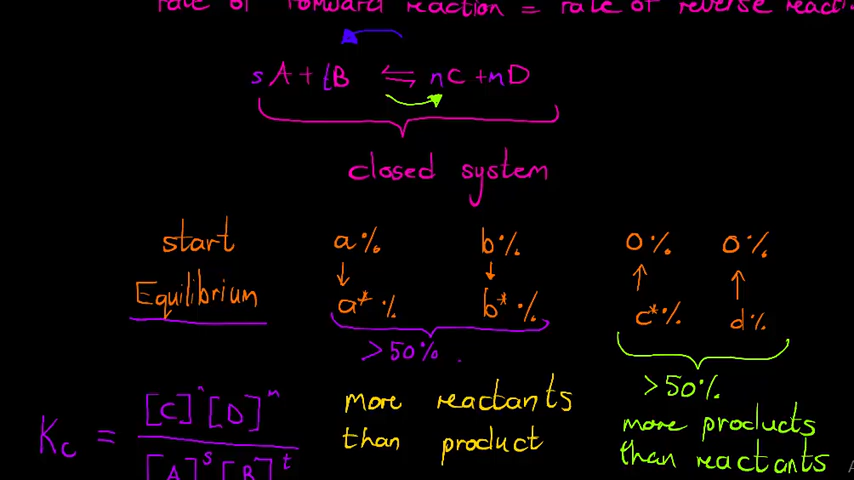 rate of forward reaction = rate of reverse reacti
sA + tB ⇌ nC + mD
closed system
start a% b% 0% 0%
Equilibrium a*% b*% c*% d%
>50%.
>50%
more reactants
than product
more products
than reactants
Kc = [C]ⁿ[D]ᵐ
[A]ˢ[B]ᵗ